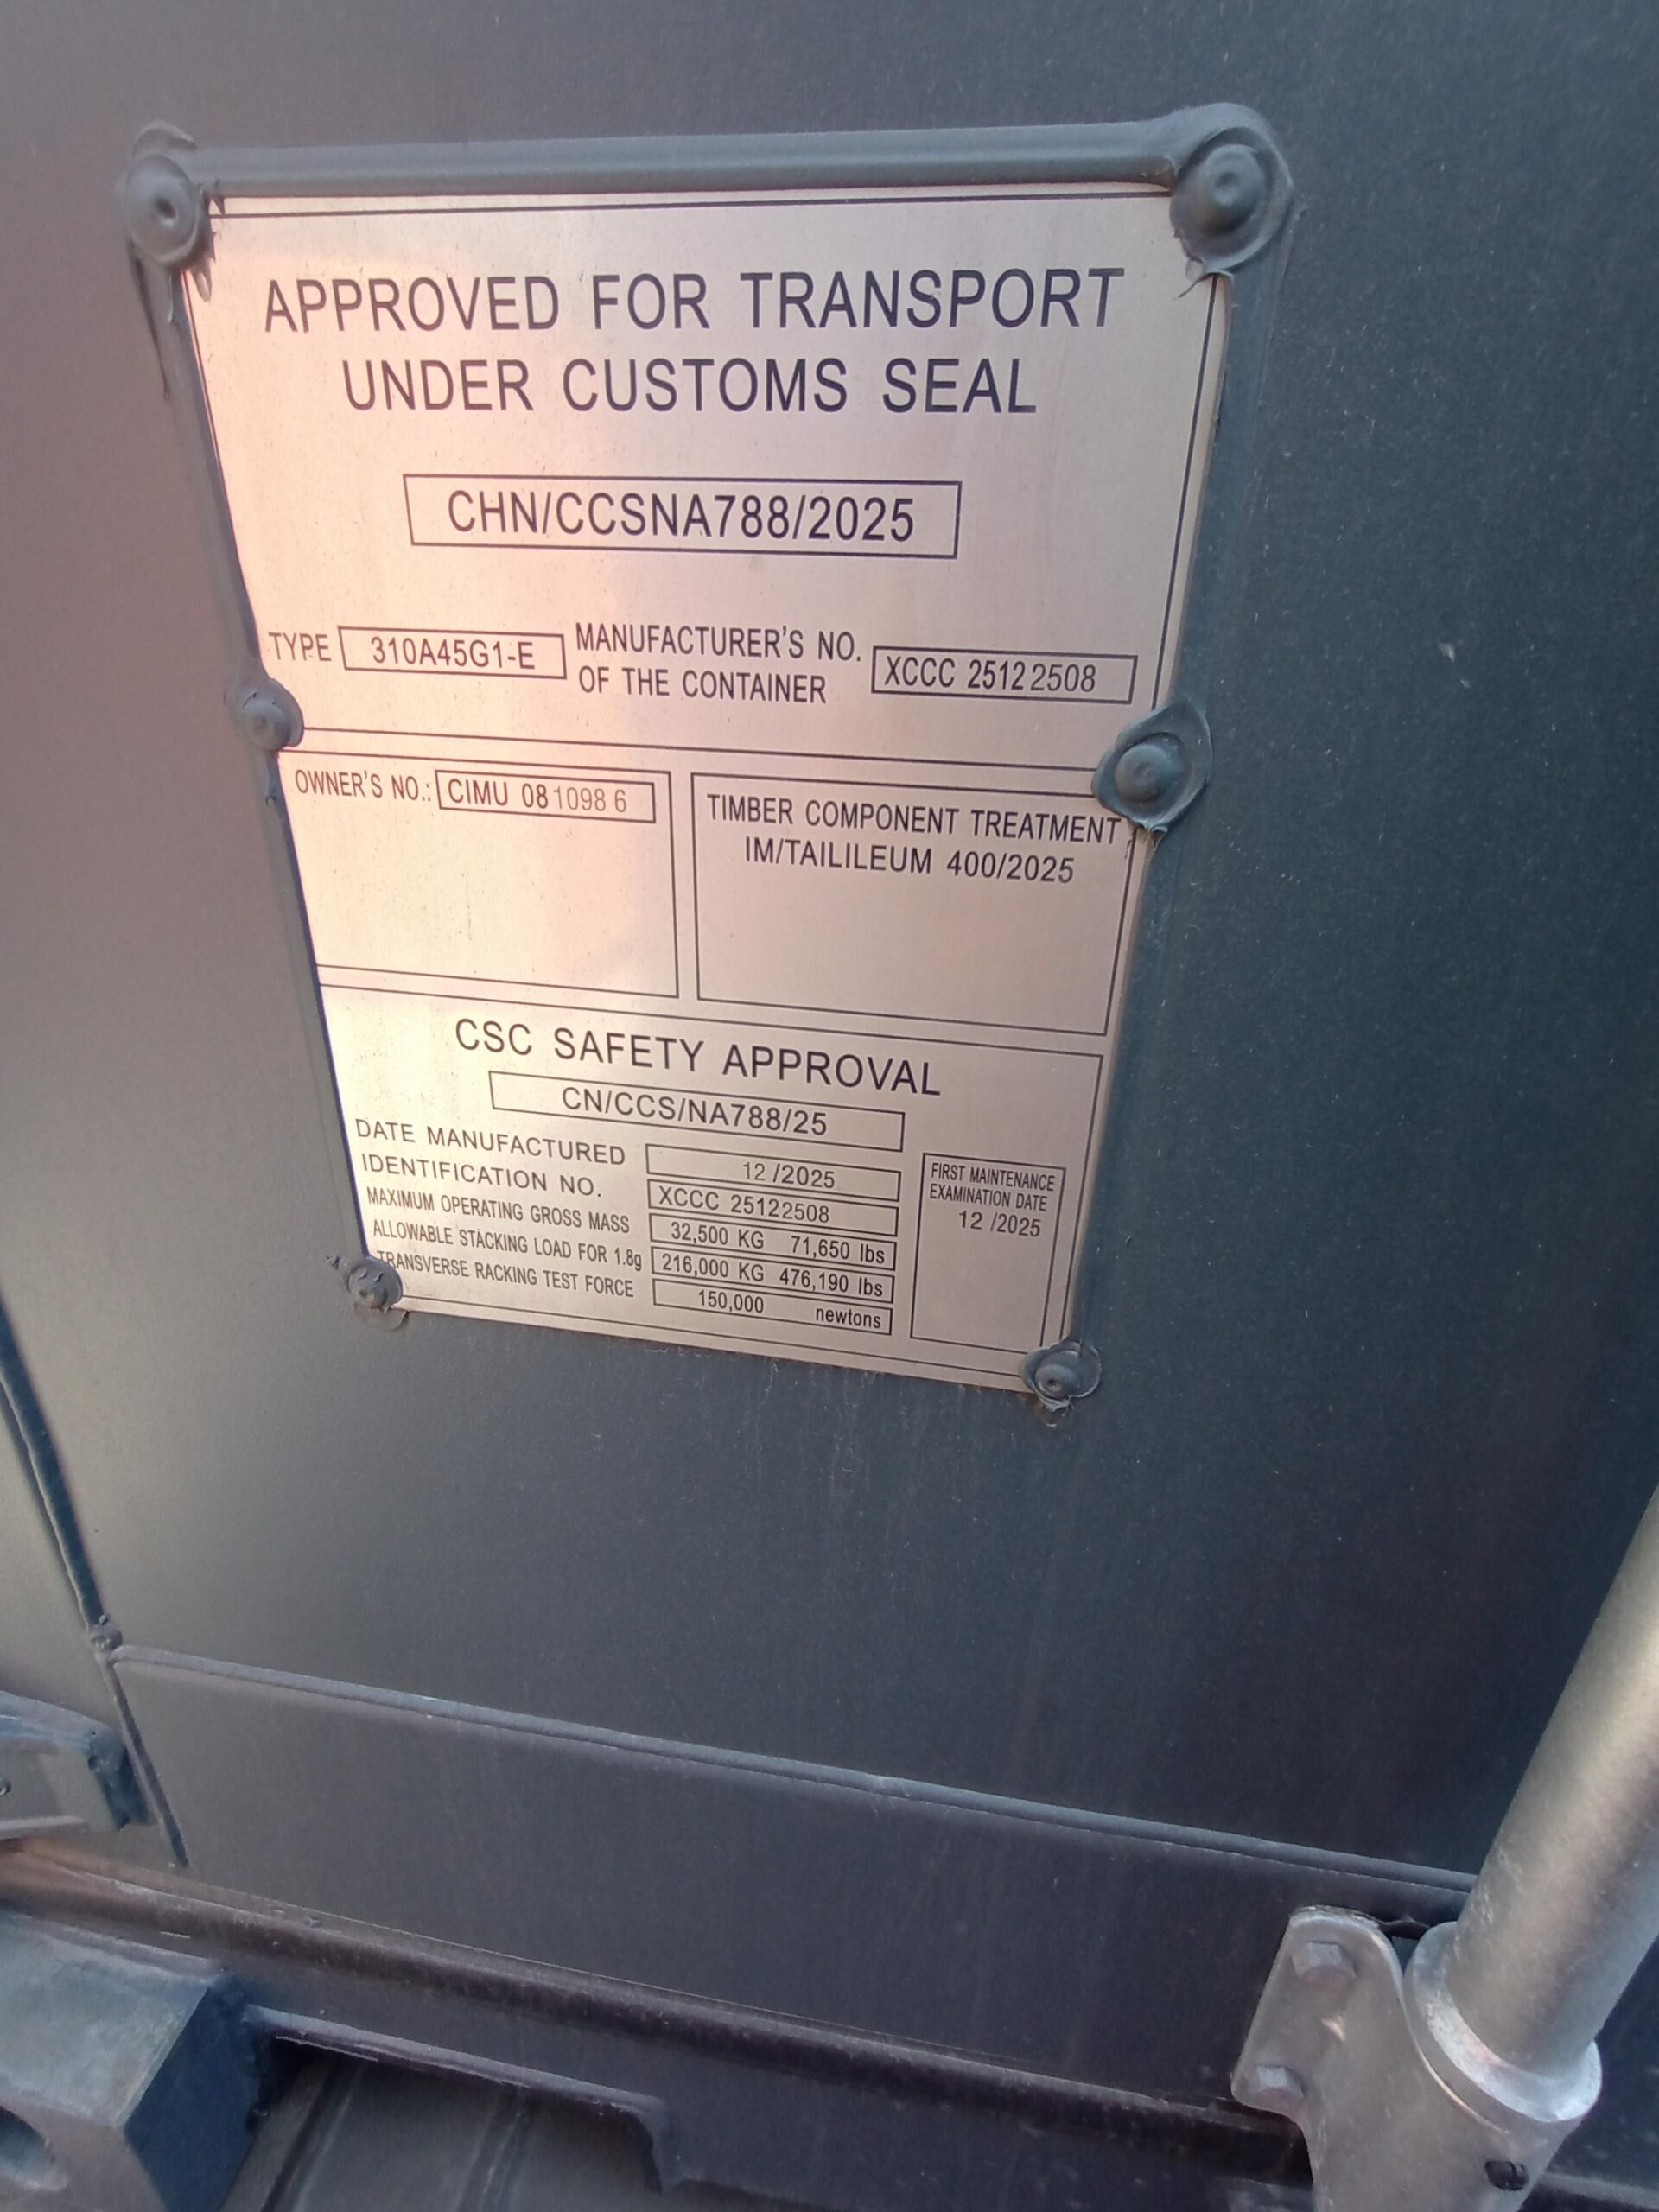 APPROVED FOR TRANSPORT
UNDER CUSTOMS SEAL
CHN/CCSNA788/2025
TYPE 310A45G1-E MANUFACTURER'S NO. OF THE CONTAINER XCCC 25122508
OWNER'S NO.: CIMU 081098 6
TIMBER COMPONENT TREATMENT
IM/TAILILEUM 400/2025
CSC SAFETY APPROVAL
CN/CCS/NA788/25
DATE MANUFACTURED 12 /2025
IDENTIFICATION NO. XCCC 25122508
MAXIMUM OPERATING GROSS MASS 32,500 KG 71,650 lbs
ALLOWABLE STACKING LOAD FOR 1.8g 216,000 KG 476,190 lbs
TRANSVERSE RACKING TEST FORCE 150,000 newtons
FIRST MAINTENANCE
EXAMINATION DATE
12 /2025